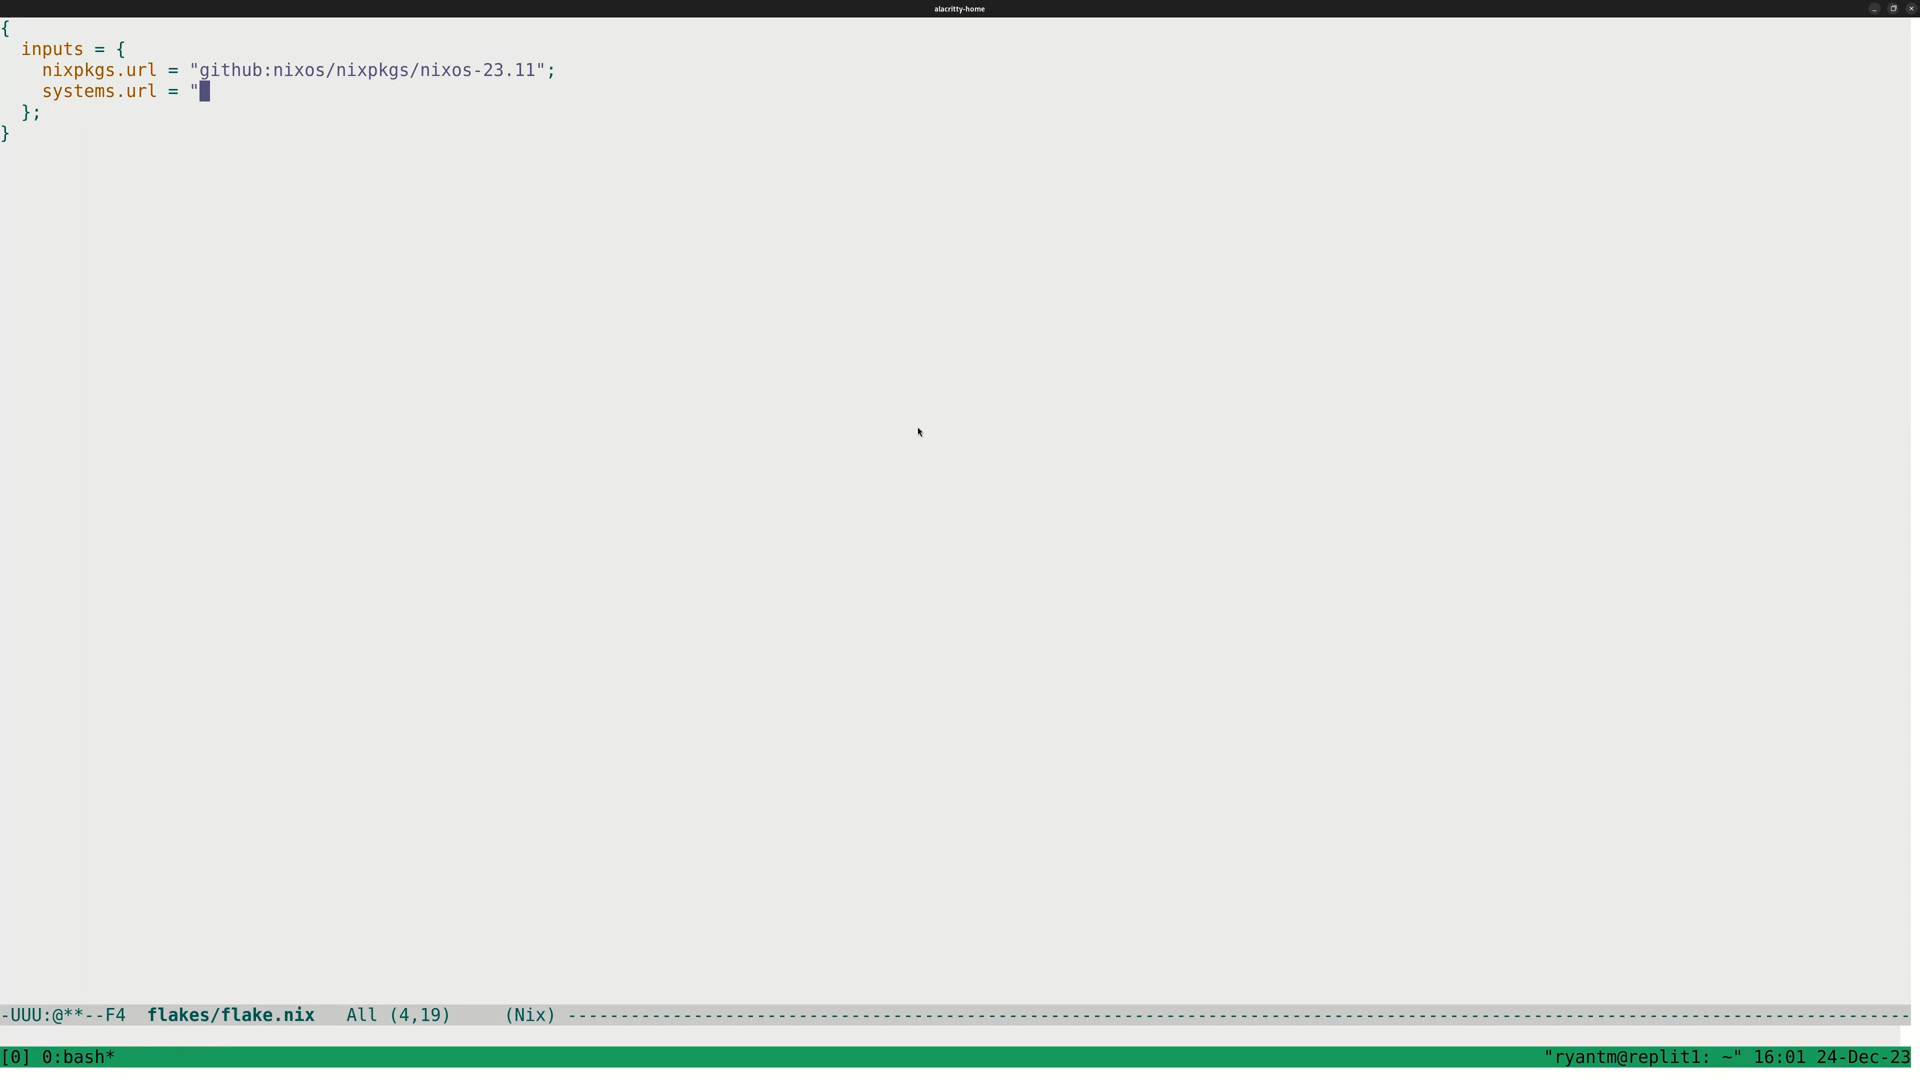 alacritty-home
{
  inputs = {
    nixpkgs.url = "github:nixos/nixpkgs/nixos-23.11";
    systems.url = "
  };
}
-UUU:@**--F4  flakes/flake.nix   All (4,19)     (Nix) --------------------------------------------------------------------------------------------------------------------------------
[0] 0:bash* "ryantm@replit1: ~" 16:01 24-Dec-23